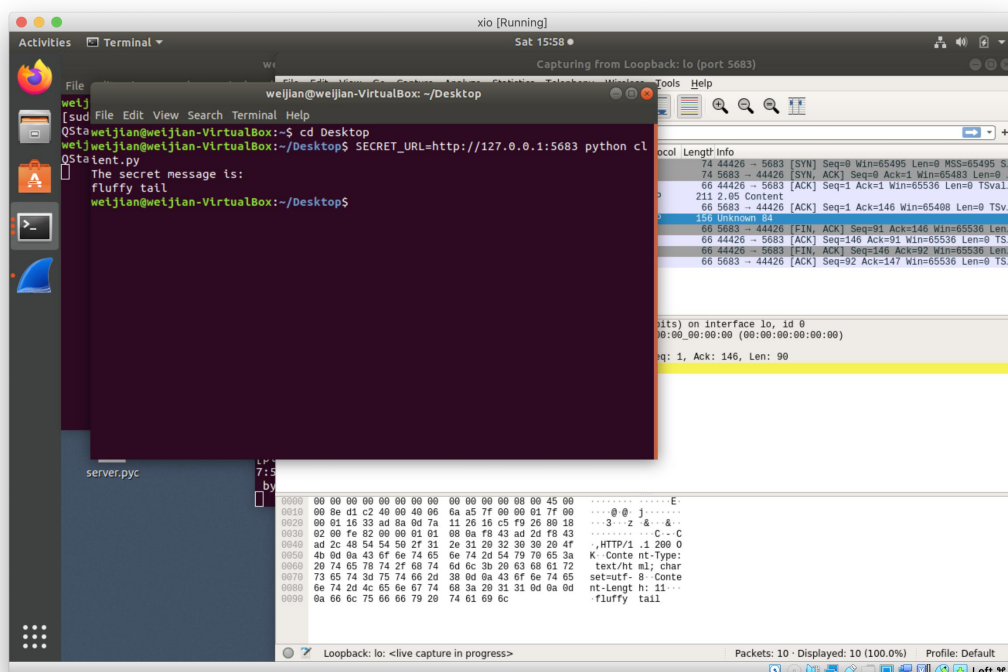 xio [Running]
Activities
Terminal
Sat 15:58
Capturing from Loopback: lo (port 5683)
File
Tools Help
weijian@weijian-VirtualBox: ~/Desktop
File Edit View Search Terminal Help
weijian@weijian-VirtualBox:~$ cd Desktop
weijian@weijian-VirtualBox:~/Desktop$ SECRET_URL=http://127.0.0.1:5683 python cl
ient.py
The secret message is:
fluffy tail
weijian@weijian-VirtualBox:~/Desktop$
weij
[sud
QSta
weij
QSta
ocol Length Info
74 44426 → 5683 [SYN] Seq=0 Win=65495 Len=0 MSS=65495 S
74 5683 → 44426 [SYN, ACK] Seq=0 Ack=1 Win=65483 Len=0
66 44426 → 5683 [ACK] Seq=1 Ack=1 Win=65536 Len=0 TSval
211 2.05 Content
66 5683 → 44426 [ACK] Seq=1 Ack=146 Win=65408 Len=0 TSv
156 Unknown 84
66 5683 → 44426 [FIN, ACK] Seq=91 Ack=146 Win=65536 Len
66 44426 → 5683 [ACK] Seq=146 Ack=91 Win=65536 Len=0 TS
66 44426 → 5683 [FIN, ACK] Seq=146 Ack=92 Win=65536 Len
66 5683 → 44426 [ACK] Seq=92 Ack=147 Win=65536 Len=0 TS
bits) on interface lo, id 0
00:00_00:00:00 (00:00:00:00:00:00)
eq: 1, Ack: 146, Len: 90
server.pyc
7:5
by
0000 00 00 00 00 00 00 00 00 00 00 00 00 08 00 45 00 ········ ······E·
0010 00 8e d1 c2 40 00 40 06 6a a5 7f 00 00 01 7f 00 ····@·@· j·······
0020 00 01 16 33 ad 8a 0d 7a 11 26 16 c5 f9 26 80 18 ···3···z ·&···&··
0030 02 00 fe 82 00 00 01 01 08 0a f8 43 ad 2d f8 43 ········ ···C·-·C
0040 ad 2c 48 54 54 50 2f 31 2e 31 20 32 30 30 20 4f ·,HTTP/1 .1 200 O
0050 4b 0d 0a 43 6f 6e 74 65 6e 74 2d 54 79 70 65 3a K··Conte nt-Type:
0060 20 74 65 78 74 2f 68 74 6d 6c 3b 20 63 68 61 72 text/ht ml; char
0070 73 65 74 3d 75 74 66 2d 38 0d 0a 43 6f 6e 74 65 set=utf- 8··Conte
0080 6e 74 2d 4c 65 6e 67 74 68 3a 20 31 31 0d 0a 0d nt-Lengt h: 11···
0090 0a 66 6c 75 66 66 79 20 74 61 69 6c ·fluffy tail
Loopback: lo: <live capture in progress>
Packets: 10 · Displayed: 10 (100.0%)
Profile: Default
Left ⌘